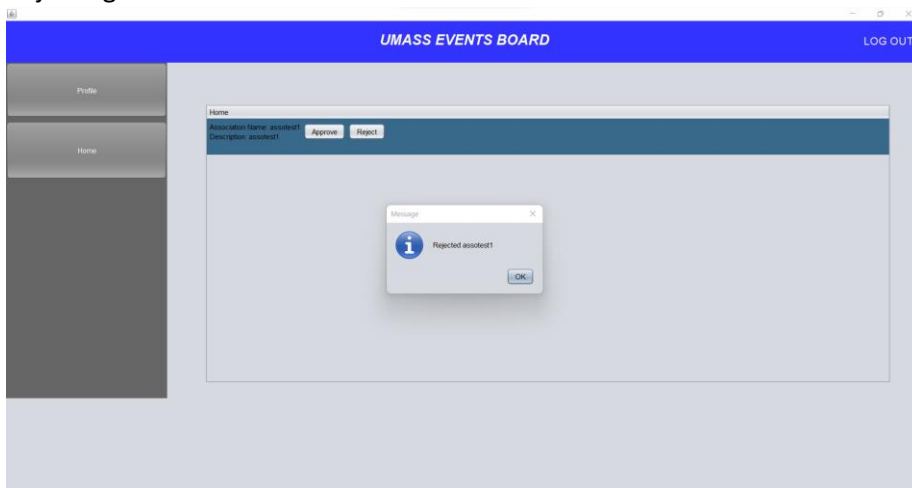 UMASS EVENTS BOARD
LOG OUT
Profile
Home
Home
Association Name: assotest1
Description: assotest1
Approve
Reject
Message
Rejected assotest1
OK